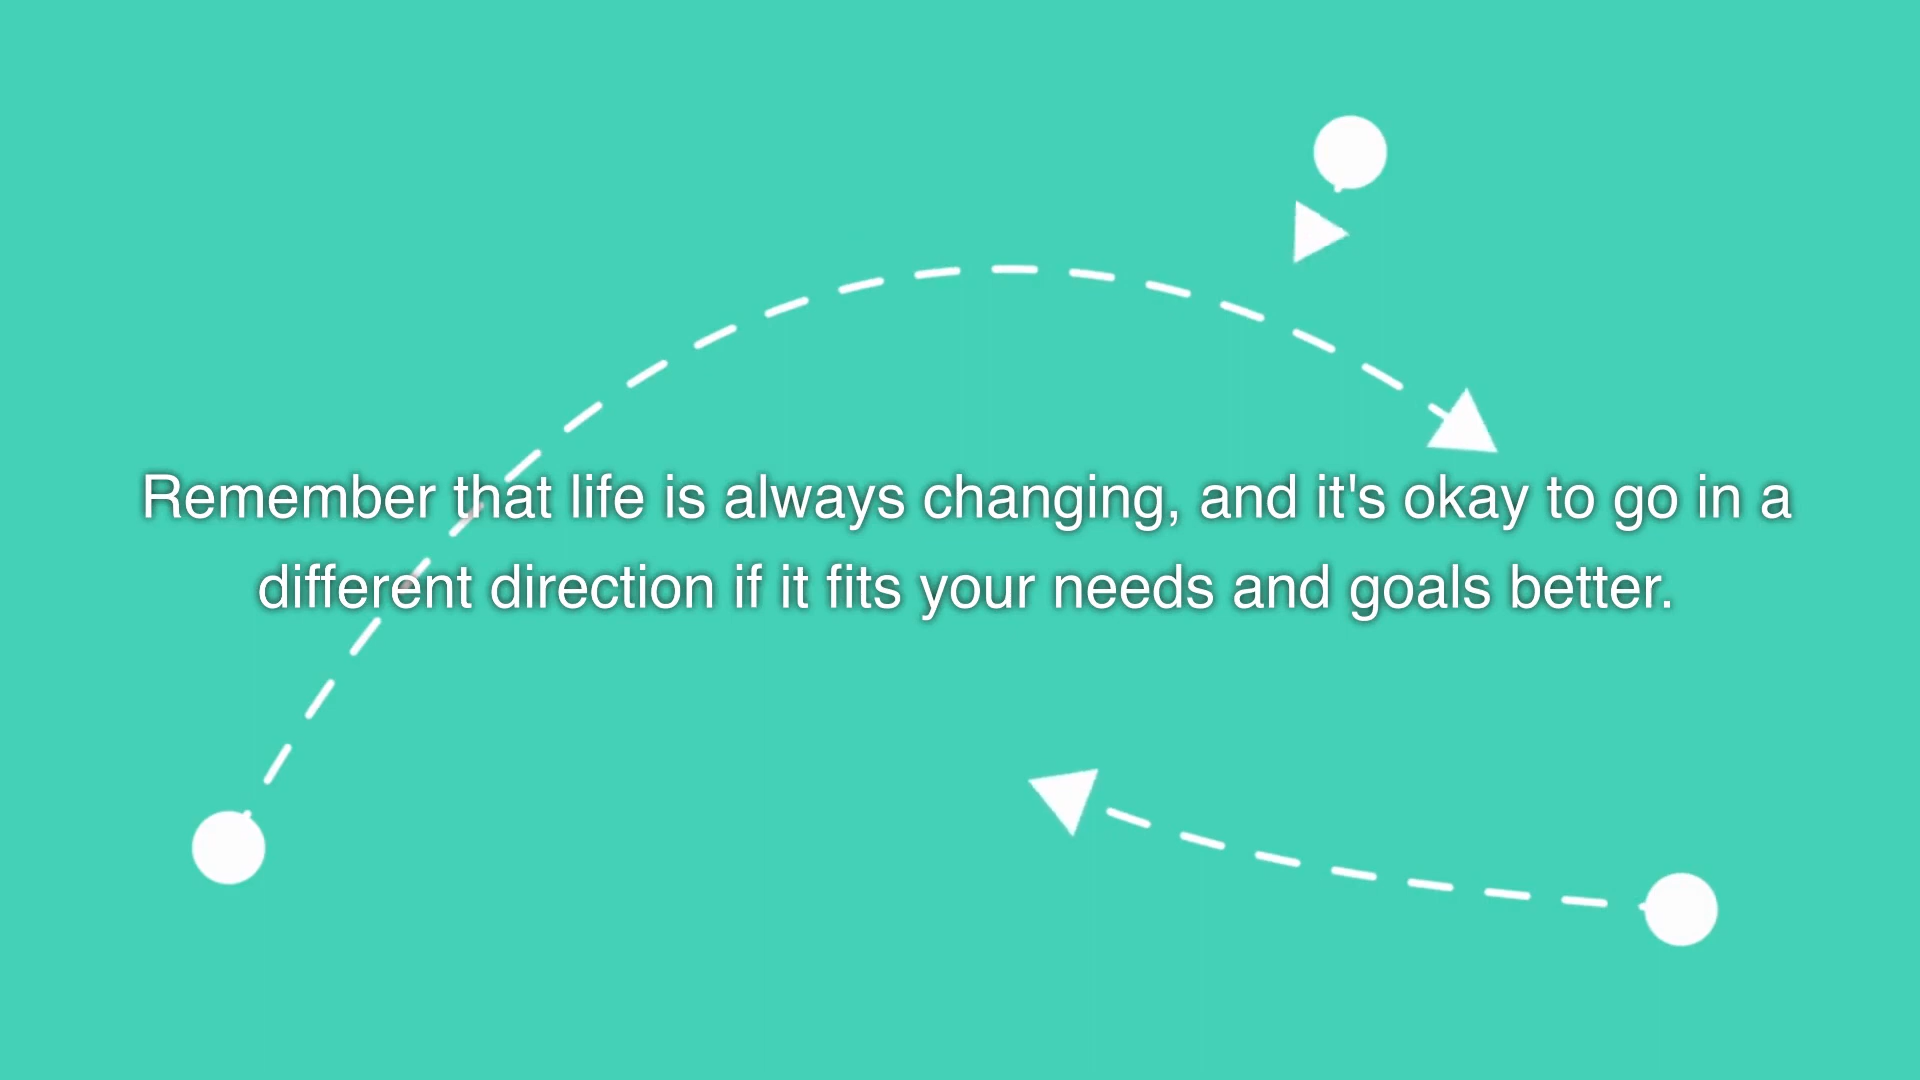 Remember that life is always changing, and it's okay to go in a
different direction if it fits your needs and goals better.